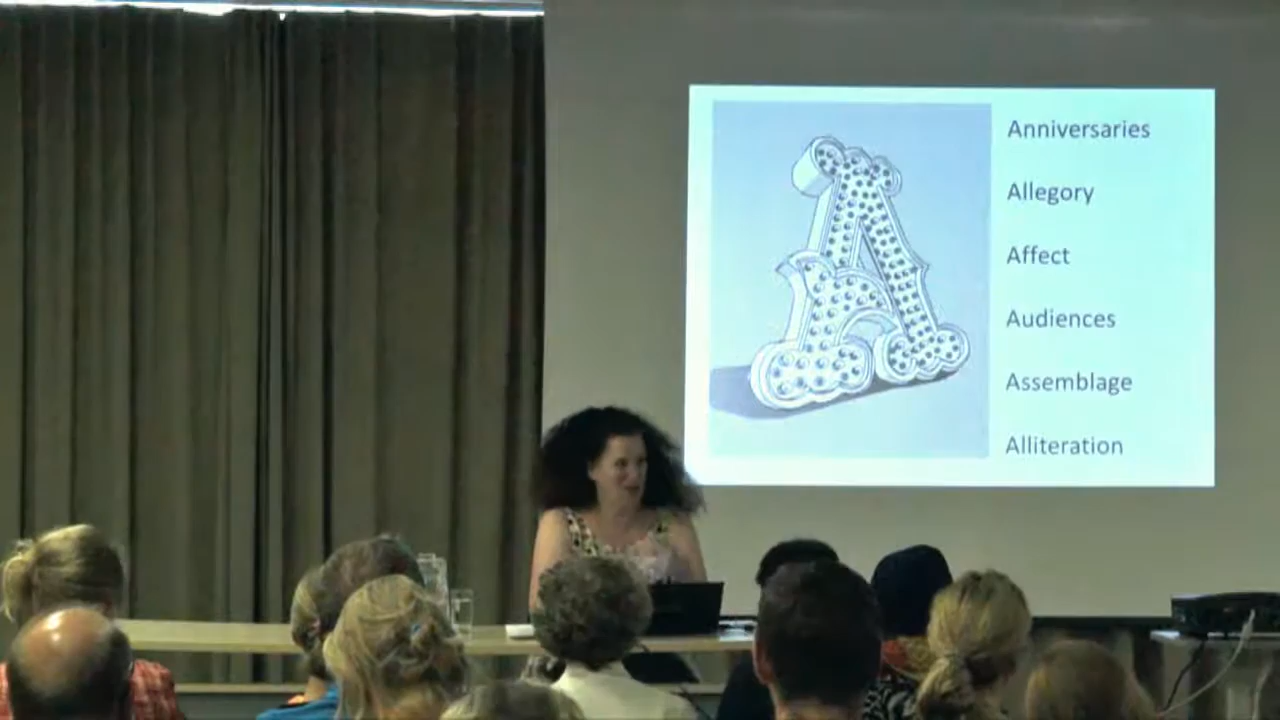 A
Anniversaries
Allegory
Affect
Audiences
Assemblage
Alliteration